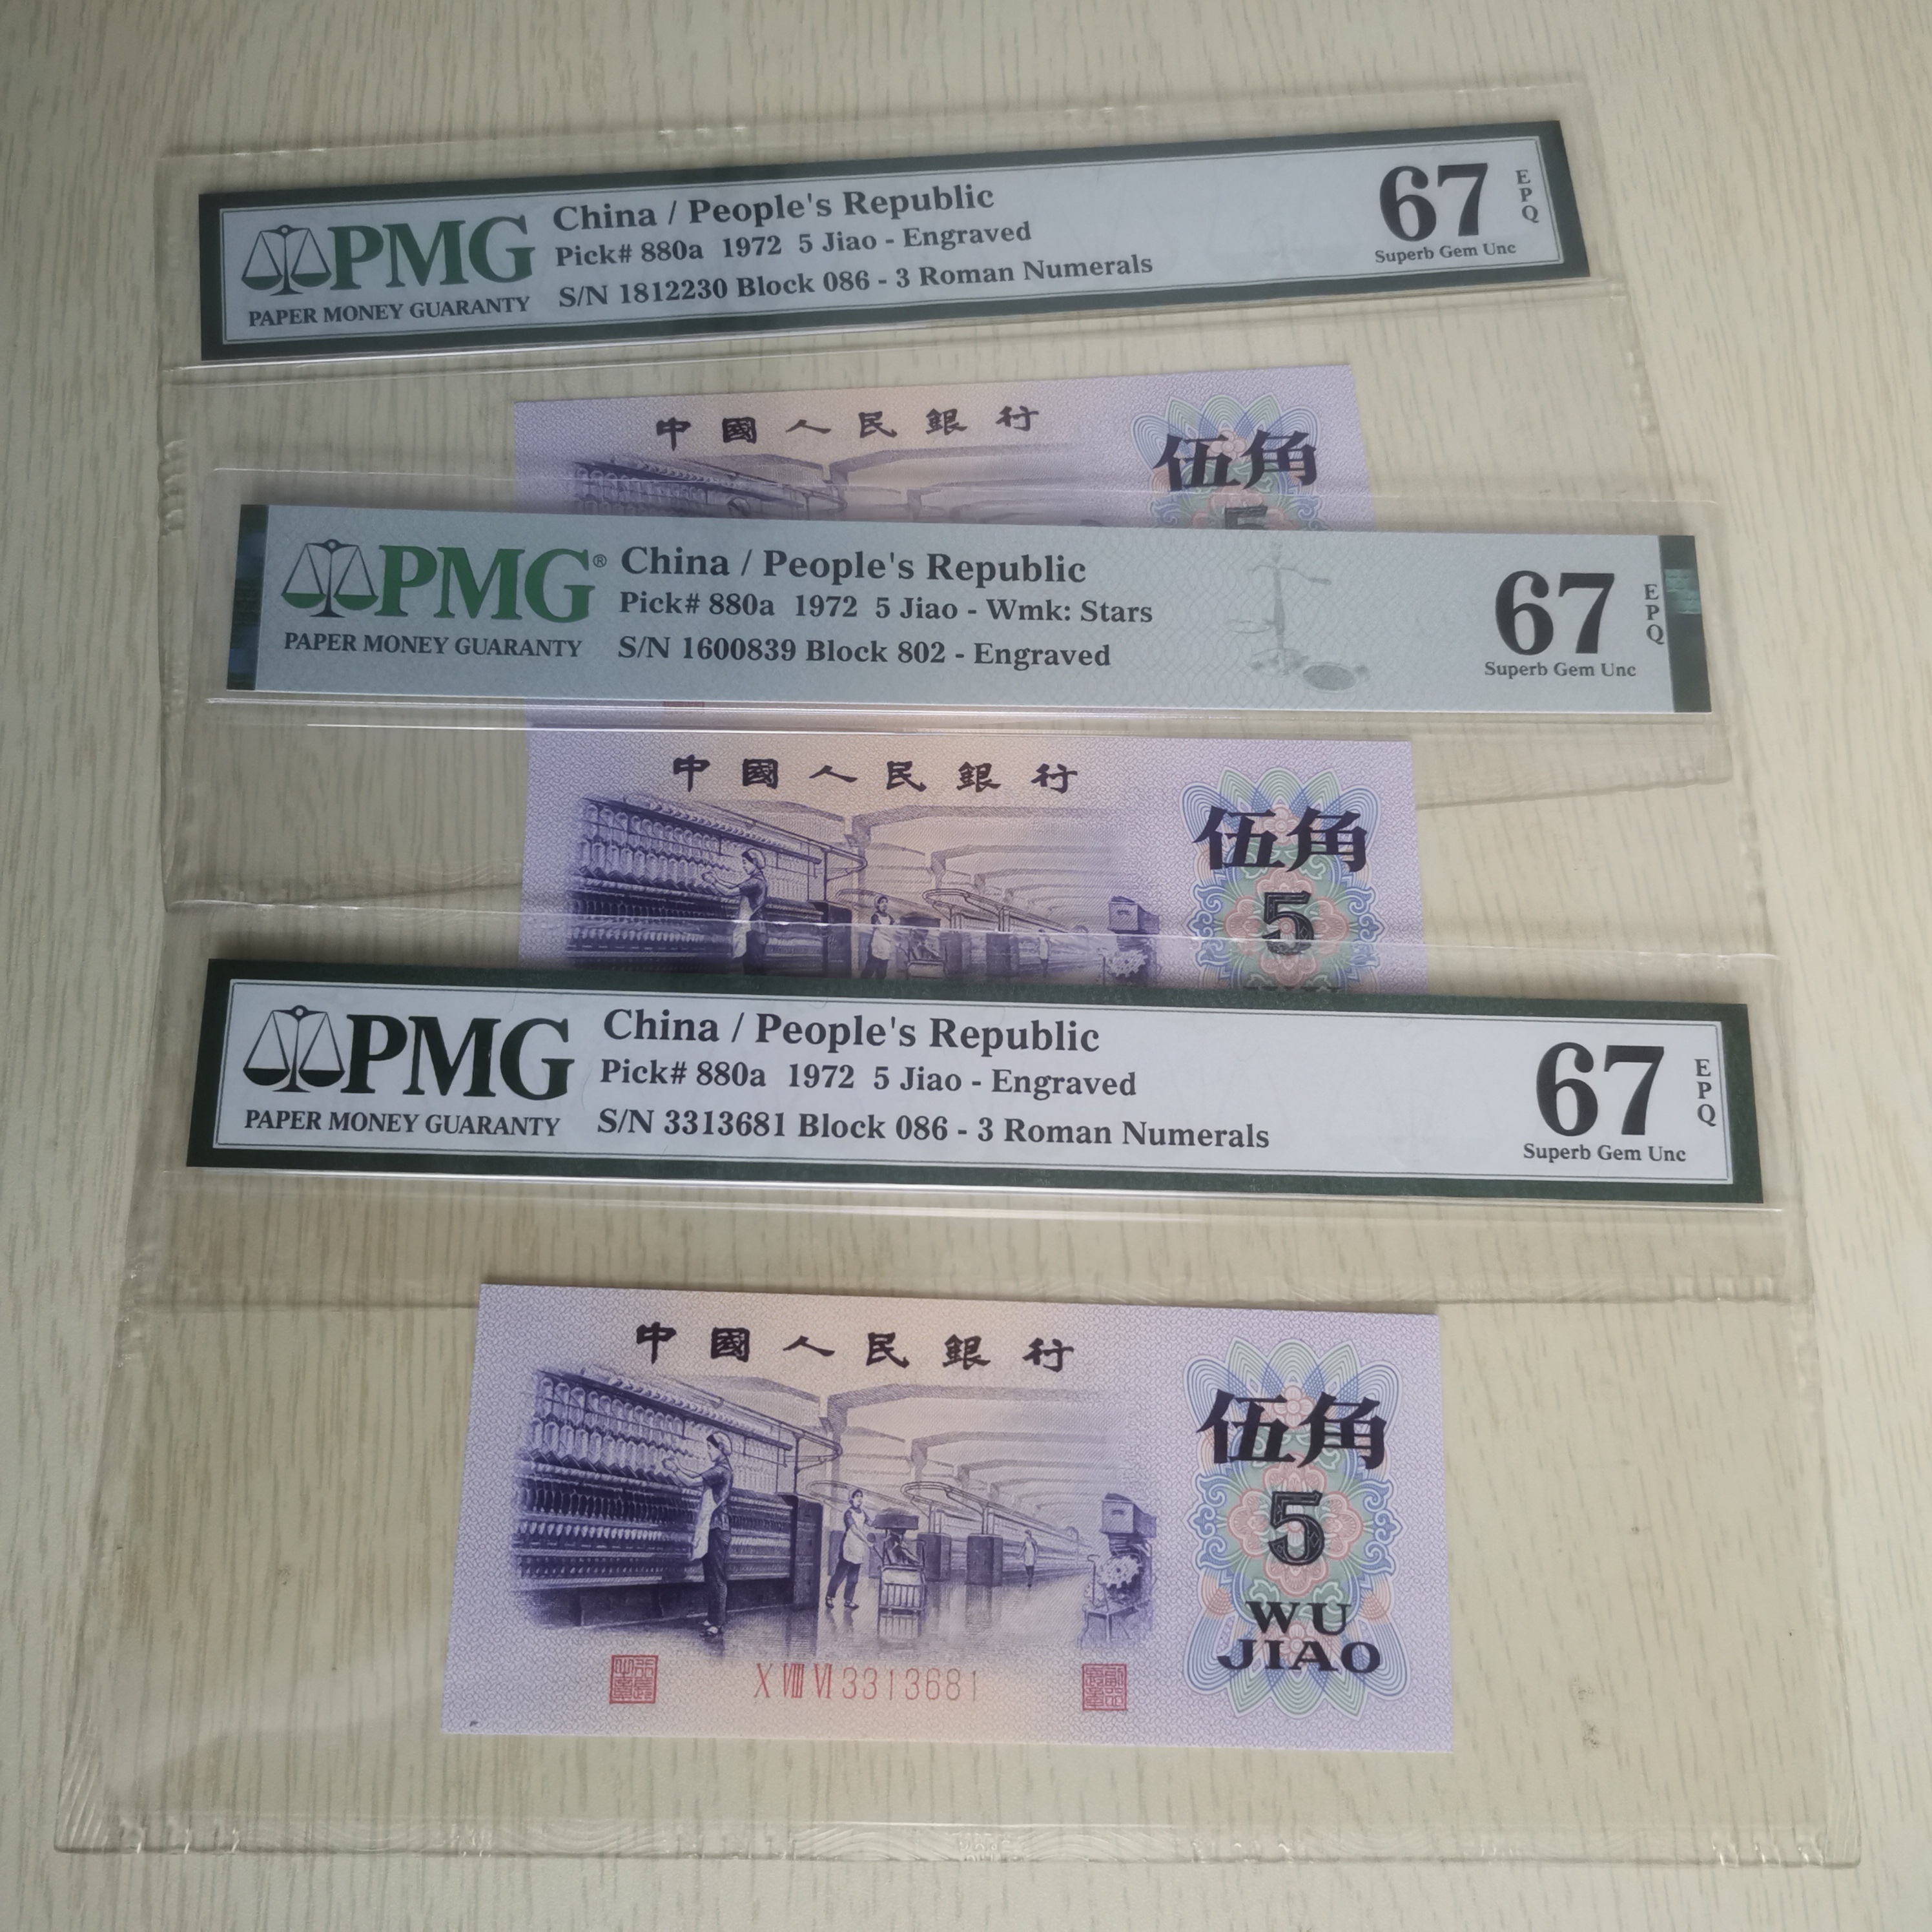 PMG
PAPER MONEY GUARANTY
China / People's Republic
Pick# 880a 1972 5 Jiao - Engraved
S/N 1812230 Block 086 - 3 Roman Numerals
67
EPQ
Superb Gem Unc
中國人民銀行
伍角
5
PMG®
PAPER MONEY GUARANTY
China / People's Republic
Pick# 880a 1972 5 Jiao - Wmk: Stars
S/N 1600839 Block 802 - Engraved
67
EPQ
Superb Gem Unc
中國人民銀行
伍角
5
PMG
PAPER MONEY GUARANTY
China / People's Republic
Pick# 880a 1972 5 Jiao - Engraved
S/N 3313681 Block 086 - 3 Roman Numerals
67
EPQ
Superb Gem Unc
中國人民銀行
伍角
5
WU
JIAO
X VIII VI 3313681